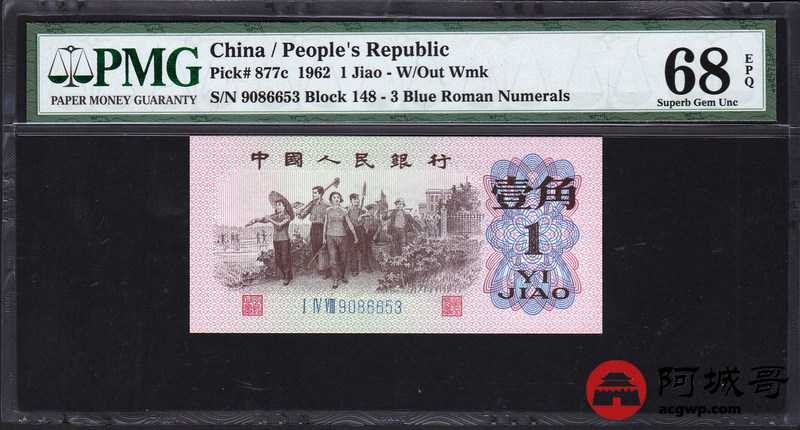 PMG
PAPER MONEY GUARANTY
China / People's Republic
Pick# 877c 1962 1 Jiao - W/Out Wmk
S/N 9086653 Block 148 - 3 Blue Roman Numerals
68 EPQ
Superb Gem Unc
中國人民銀行
壹角
1
YI
JIAO
I IV VIII 9086653
阿城哥
acgwp.com